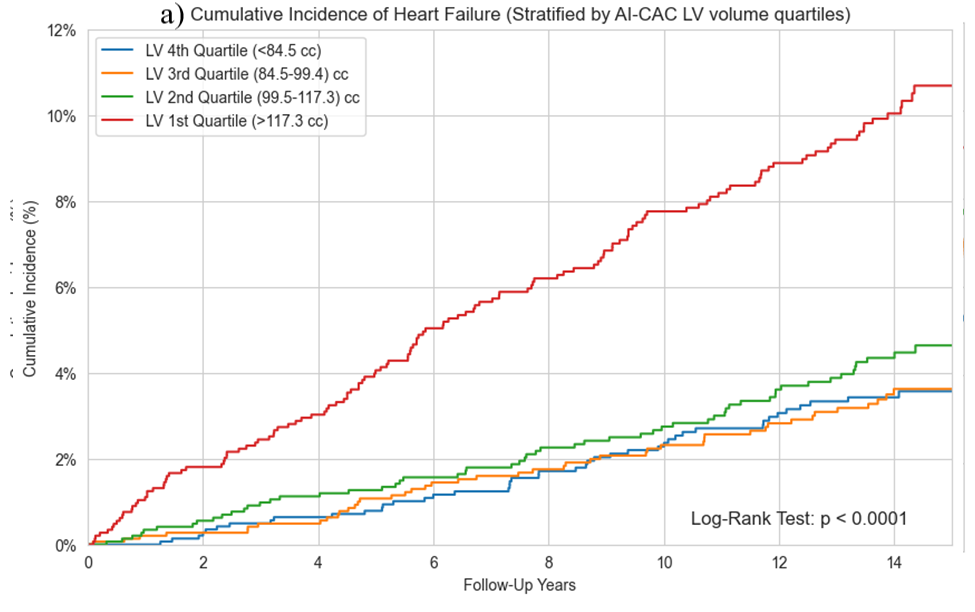 a) Cumulative Incidence of Heart Failure (Stratified by AI-CAC LV volume quartiles)
12%
10%
8%
6%
4%
2%
0%
Cumulative Incidence (%)
LV 4th Quartile (<84.5 cc)
LV 3rd Quartile (84.5-99.4) cc
LV 2nd Quartile (99.5-117.3) cc
LV 1st Quartile (>117.3 cc)
Log-Rank Test: p < 0.0001
0 2 4 6 8 10 12 14
Follow-Up Years